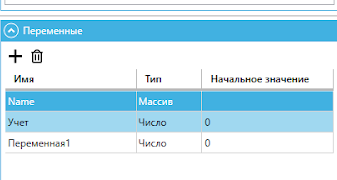 Переменные
Имя Тип Начальное значение
Name Массив
Учет Число 0
Переменная1 Число 0